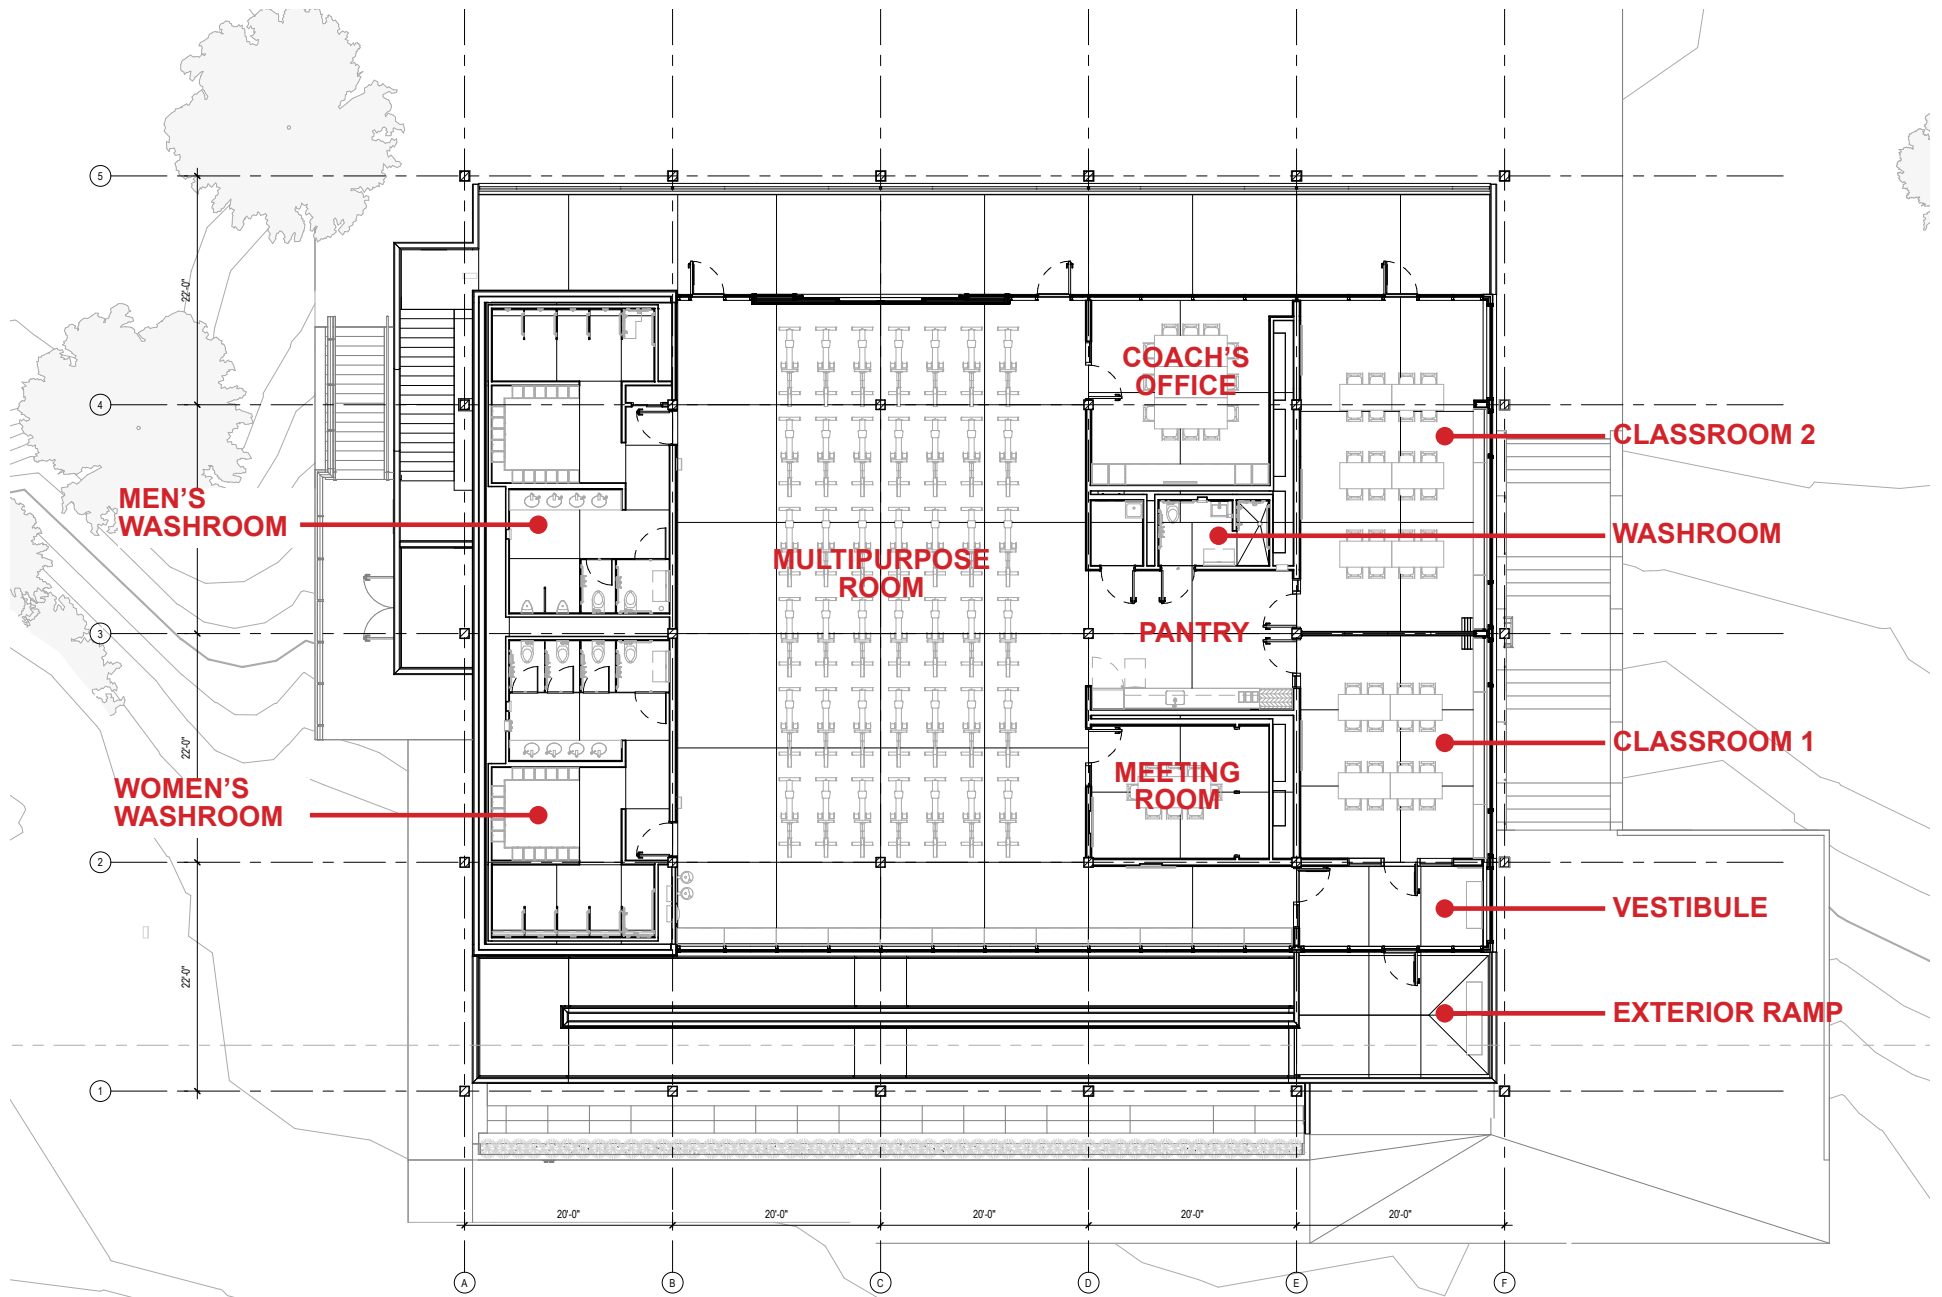 5
22'-0"
COACH'S
OFFICE
4
CLASSROOM 2
MEN'S
WASHROOM
WASHROOM
MULTIPURPOSE
ROOM
3
PANTRY
22'-0"
CLASSROOM 1
MEETING
ROOM
WOMEN'S
WASHROOM
2
VESTIBULE
22'-0"
EXTERIOR RAMP
1
20'-0" 20'-0" 20'-0" 20'-0" 20'-0"
A B C D E F